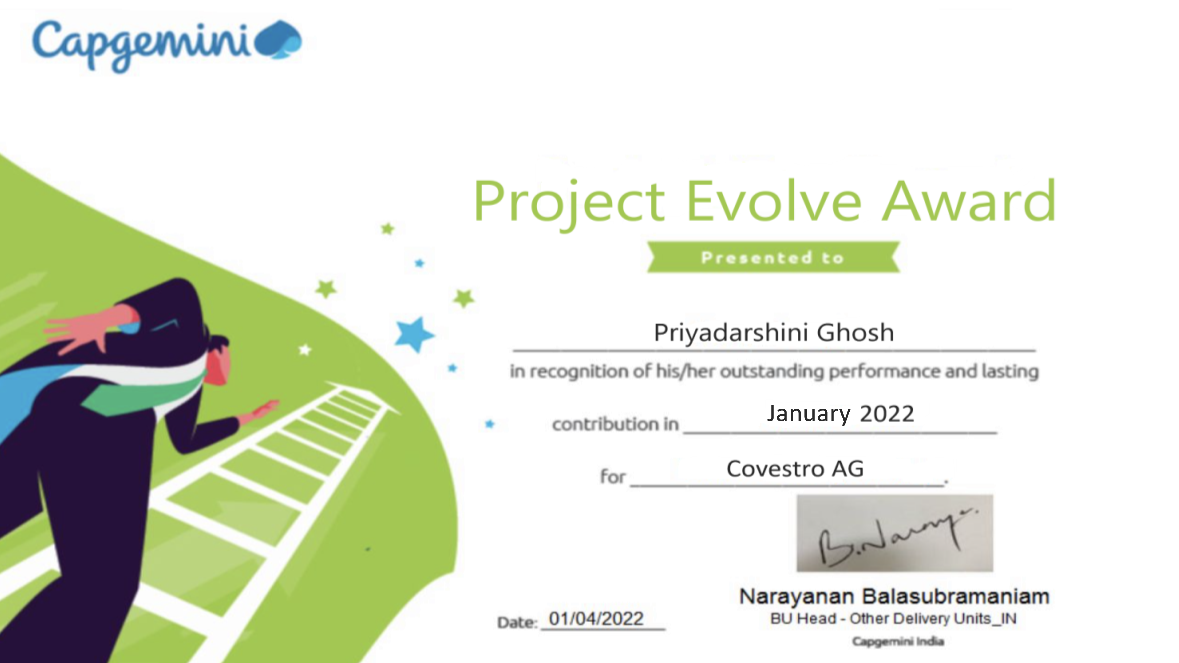 Capgemini
Project Evolve Award
Presented to
Priyadarshini Ghosh
in recognition of his/her outstanding performance and lasting
contribution in January 2022
for Covestro AG.
B.Narayn.
Narayanan Balasubramaniam
BU Head - Other Delivery Units_IN
Capgemini India
Date: 01/04/2022